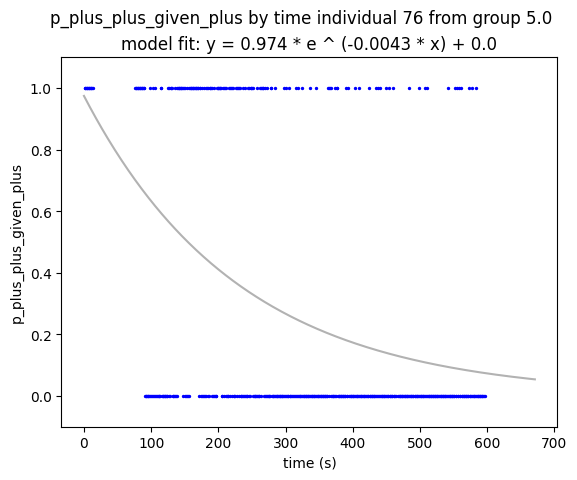 p_plus_plus_given_plus by time individual 76 from group 5.0
model fit: y = 0.974 * e ^ (-0.0043 * x) + 0.0
1.0
0.8
0.6
0.4
0.2
0.0
p_plus_plus_given_plus
0 100 200 300 400 500 600 700
time (s)